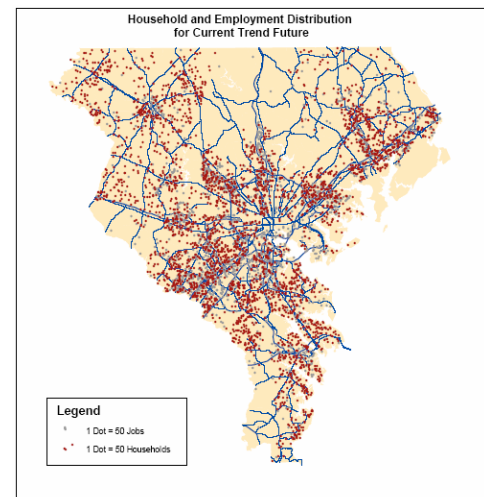 Household and Employment Distribution
for Current Trend Future
Legend
1 Dot = 50 Jobs
1 Dot = 50 Households